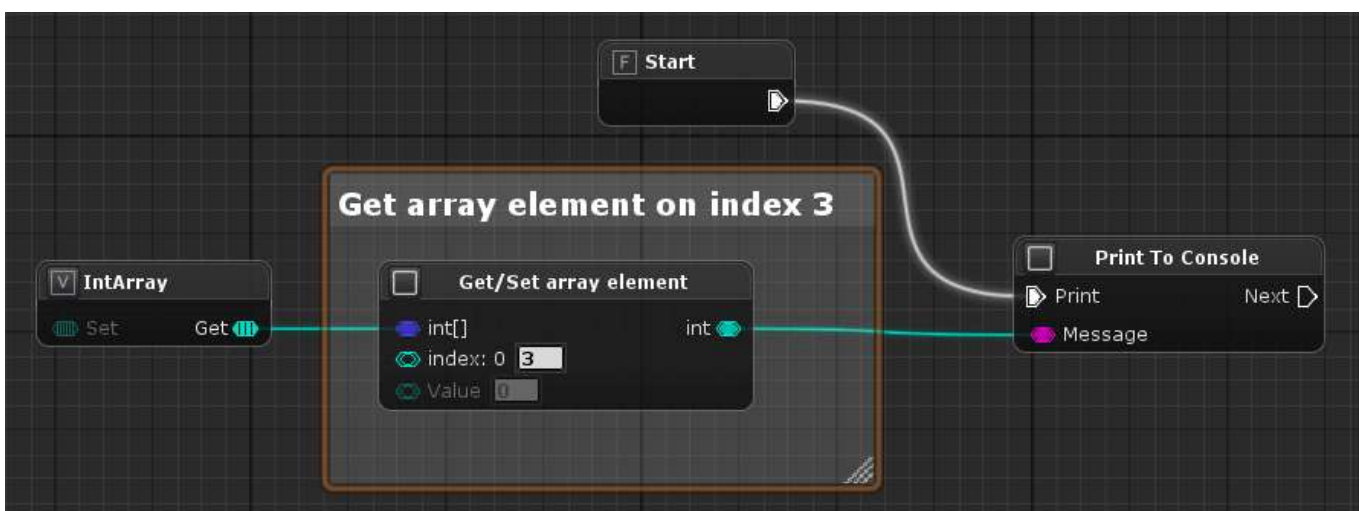 F Start
Get array element on index 3
V IntArray
Set Get
Get/Set array element
int[] int
index: 0 3
Value 0
Print To Console
Print Next
Message